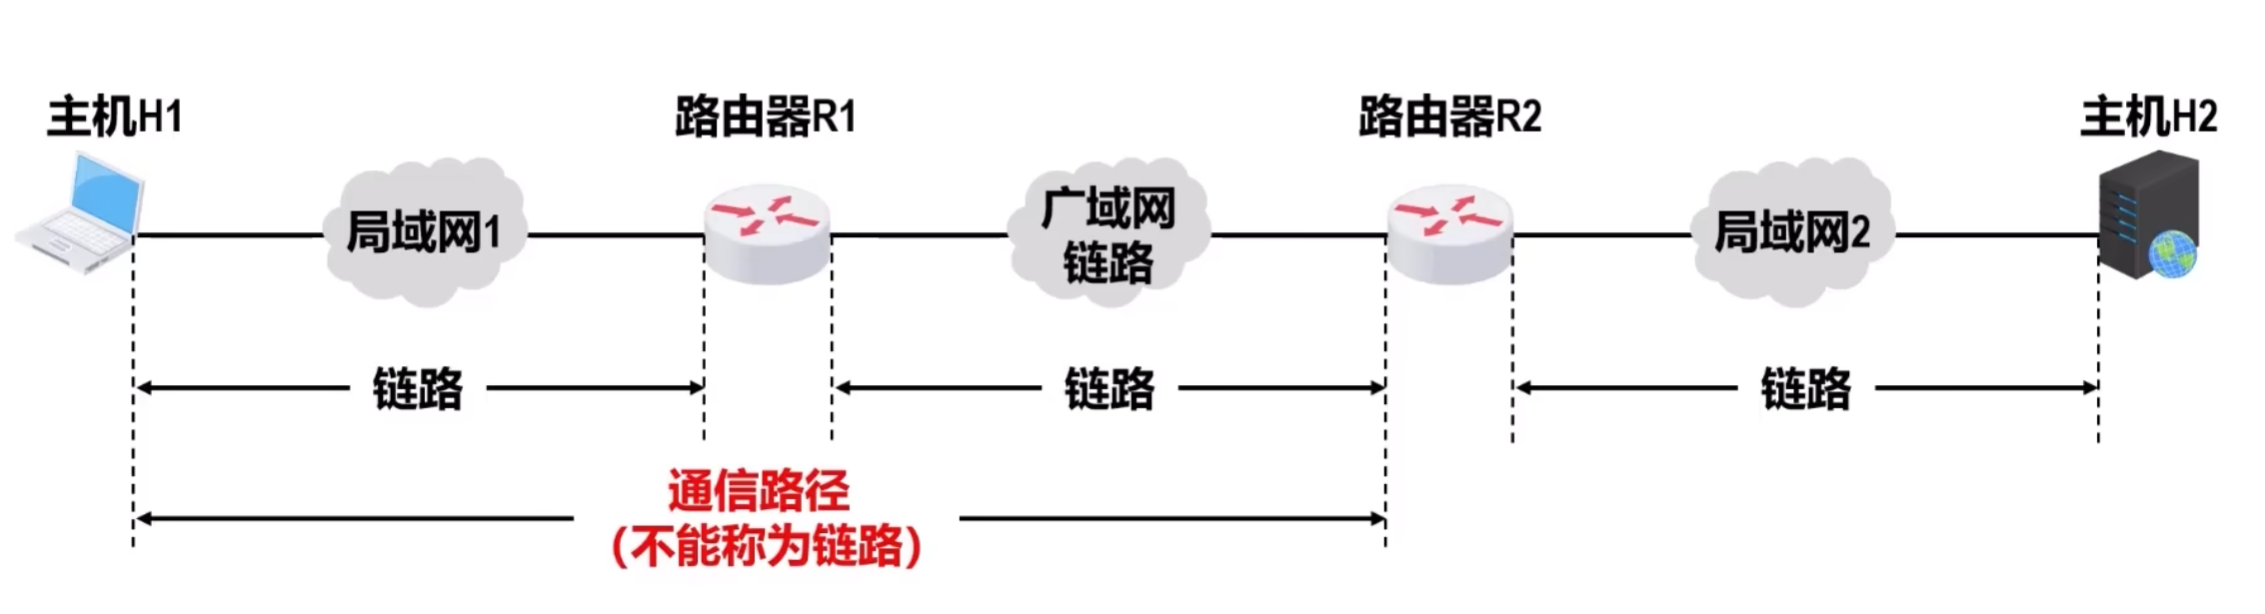 主机H1
路由器R1
路由器R2
主机H2
局域网1
广域网
链路
局域网2
链路
链路
链路
通信路径
（不能称为链路）